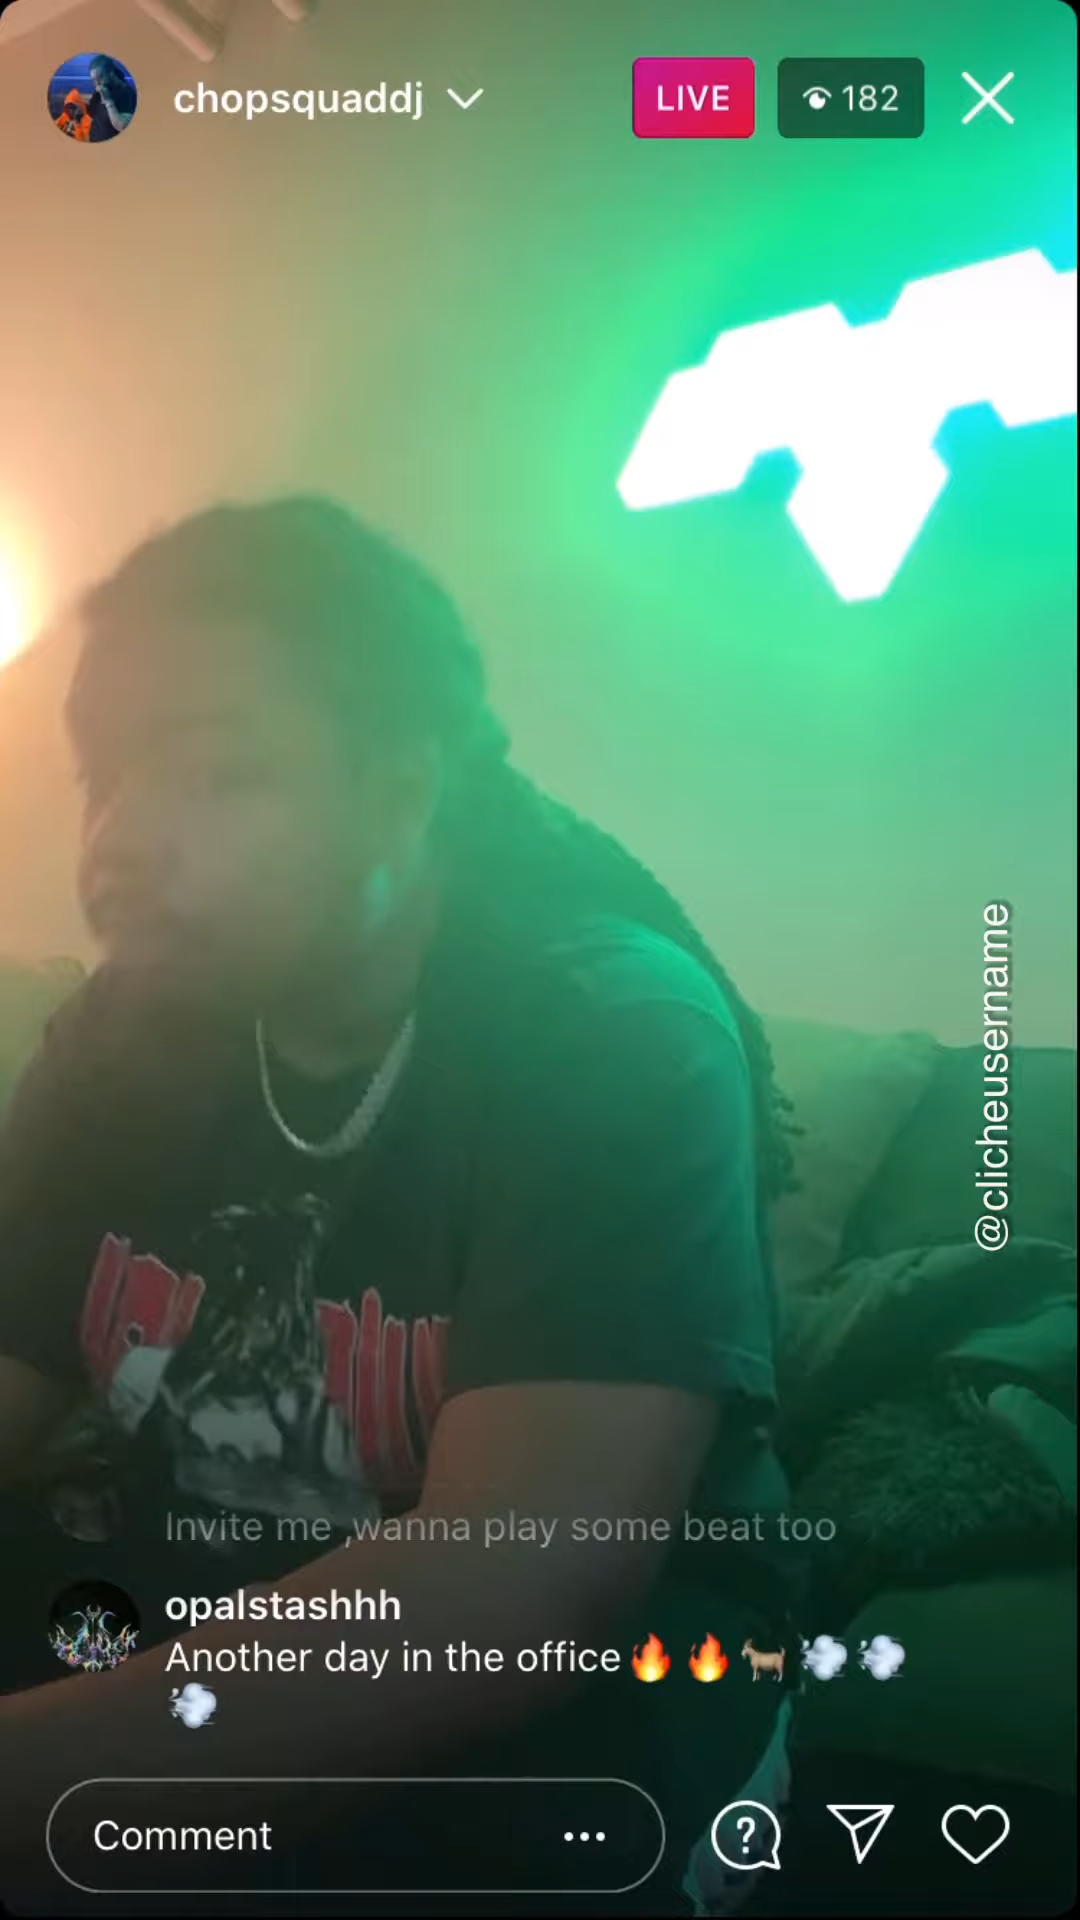 chopsquaddj
LIVE
182
@clicheusername
Invite me ,wanna play some beat too
opalstashhh
Another day in the office🔥🔥🐐💨💨
💨
Comment